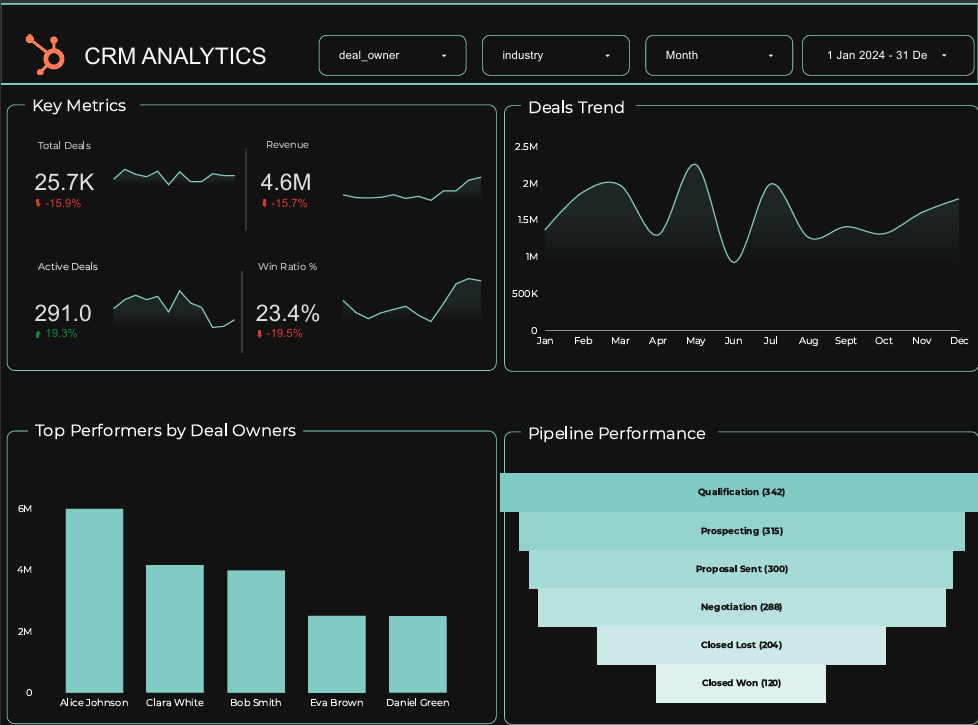 CRM ANALYTICS
deal_owner
industry
Month
1 Jan 2024 - 31 De
Key Metrics
Total Deals
25.7K
-15.9%
Revenue
4.6M
-15.7%
Active Deals
291.0
19.3%
Win Ratio %
23.4%
-19.5%
Deals Trend
2.5M
2M
1.5M
1M
500K
0
Jan Feb Mar Apr May Jun Jul Aug Sept Oct Nov Dec
Top Performers by Deal Owners
6M
4M
2M
0
Alice Johnson Clara White Bob Smith Eva Brown Daniel Green
Pipeline Performance
Qualification (342)
Prospecting (315)
Proposal Sent (300)
Negotiation (288)
Closed Lost (204)
Closed Won (120)